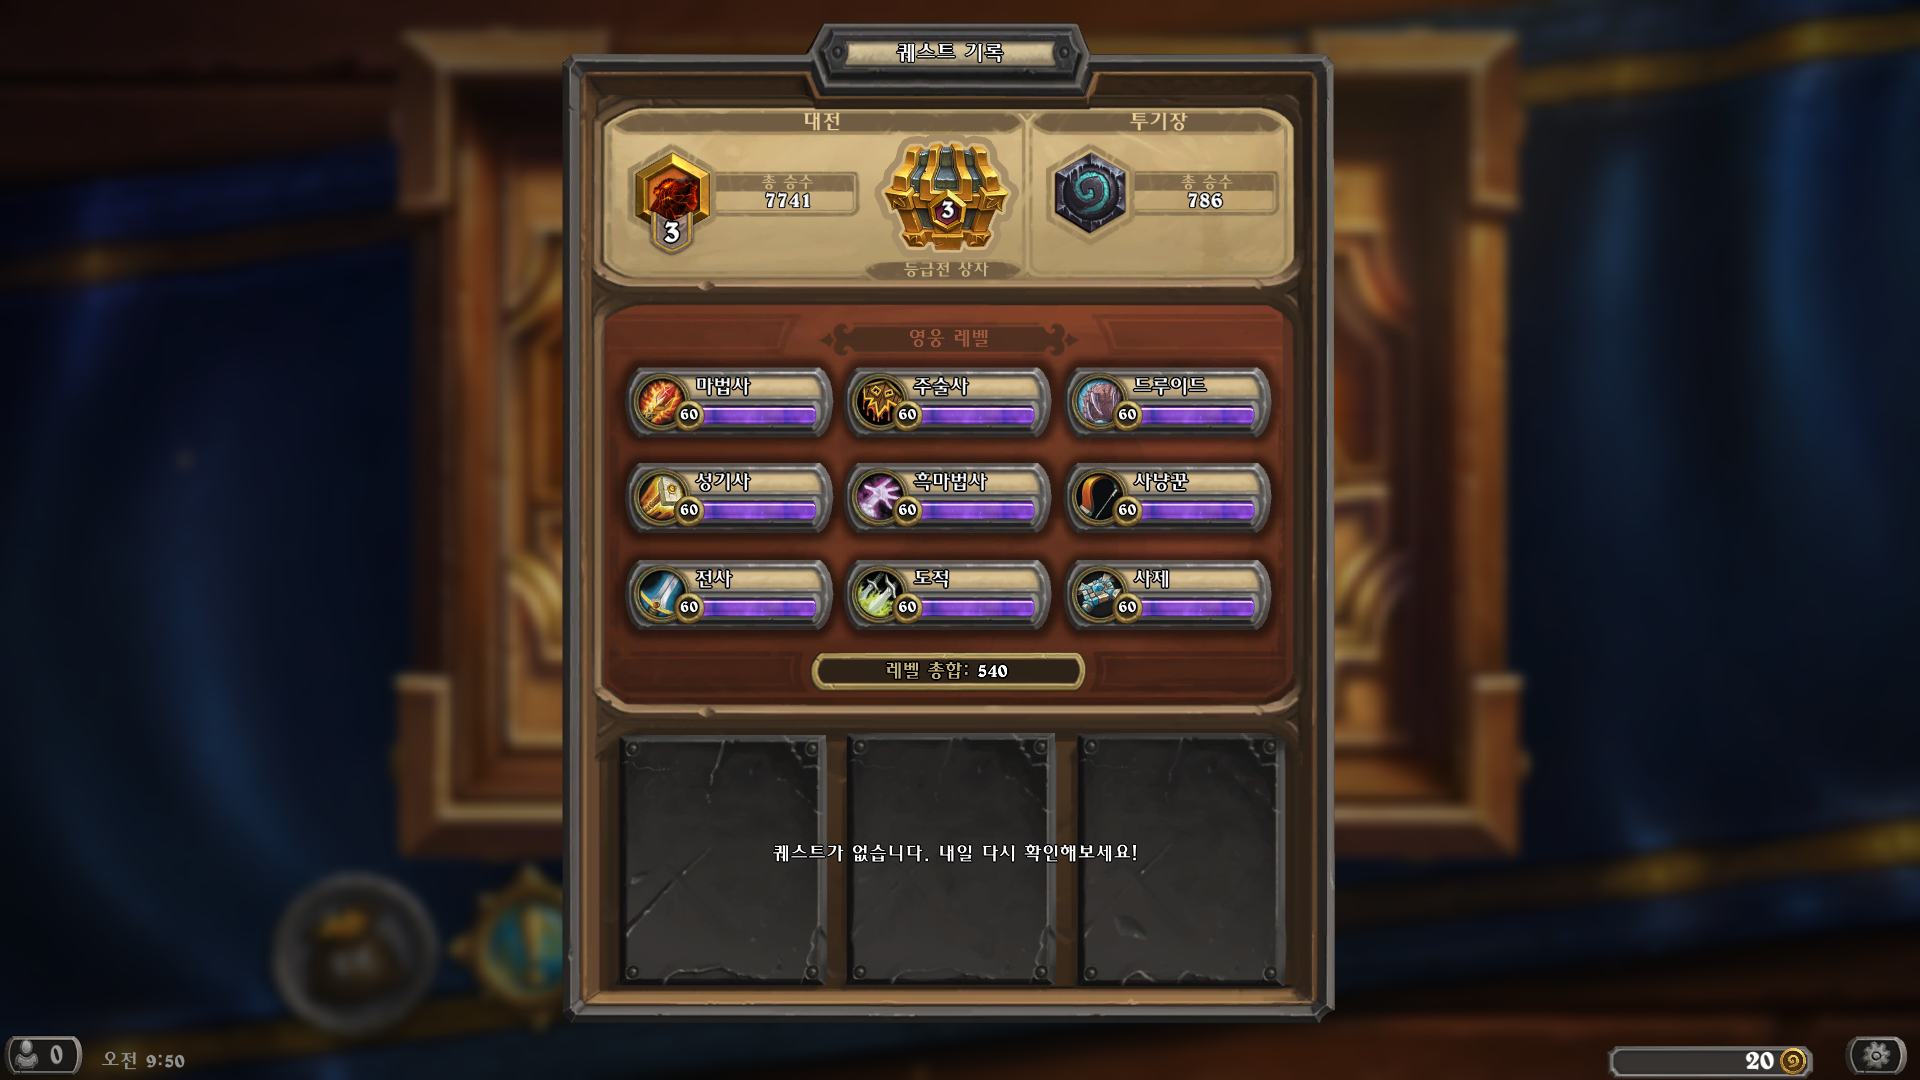 퀘스트 기록
대전
투기장
총 승수
7741
3
3
등급전 상자
총 승수
786
영웅 레벨
마법사
60
주술사
60
드루이드
60
성기사
60
흑마법사
60
사냥꾼
60
전사
60
도적
60
사제
60
레벨 총합: 540
퀘스트가 없습니다. 내일 다시 확인해보세요!
0
오전 9:50
20